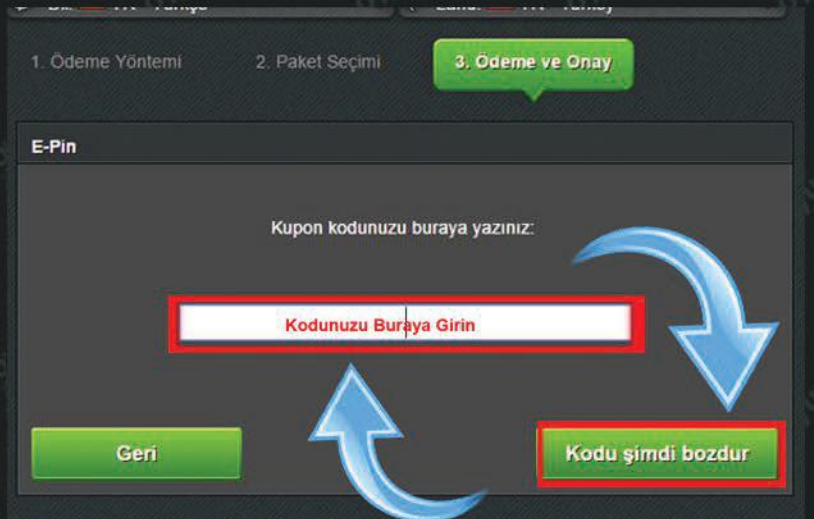 1. Ödeme Yöntemi 2. Paket Seçimi 3. Ödeme ve Onay
E-Pin
Kupon kodunuzu buraya yazınız:
Kodunuzu Buraya Girin
Geri Kodu şimdi bozdur